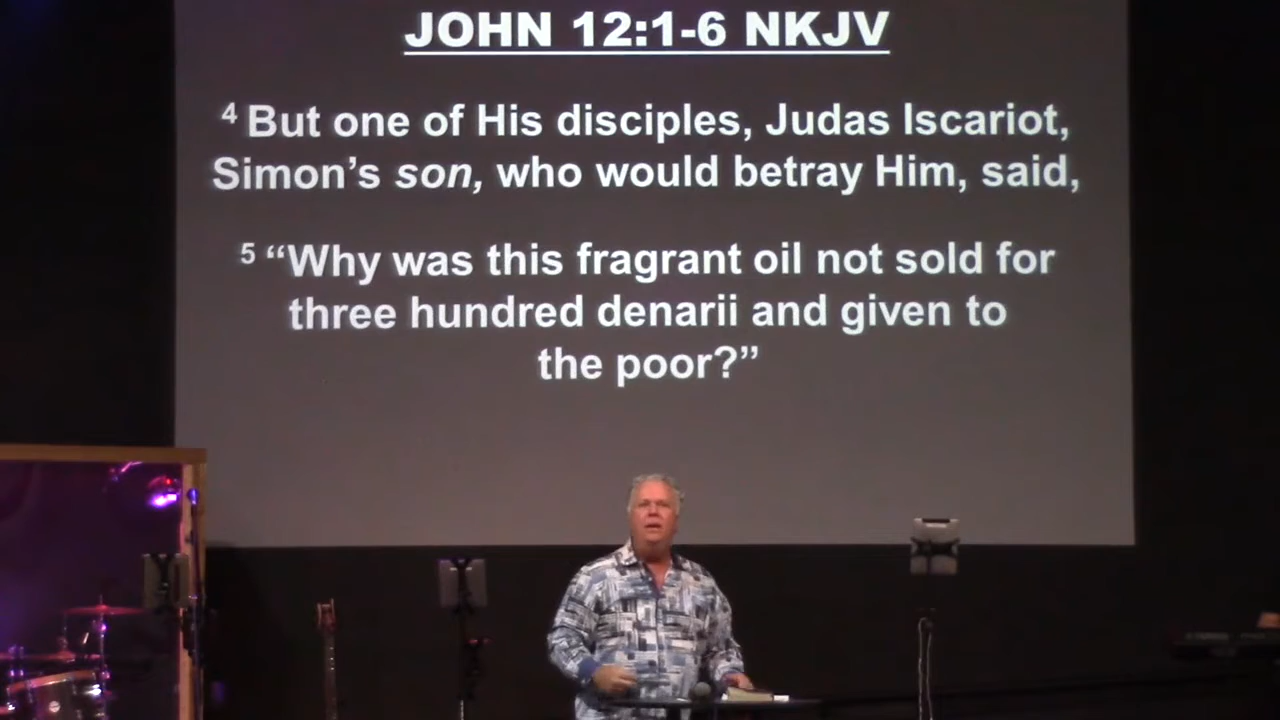 JOHN 12:1-6 NKJV
4 But one of His disciples, Judas Iscariot,
Simon’s son, who would betray Him, said,
5 “Why was this fragrant oil not sold for
three hundred denarii and given to
the poor?”